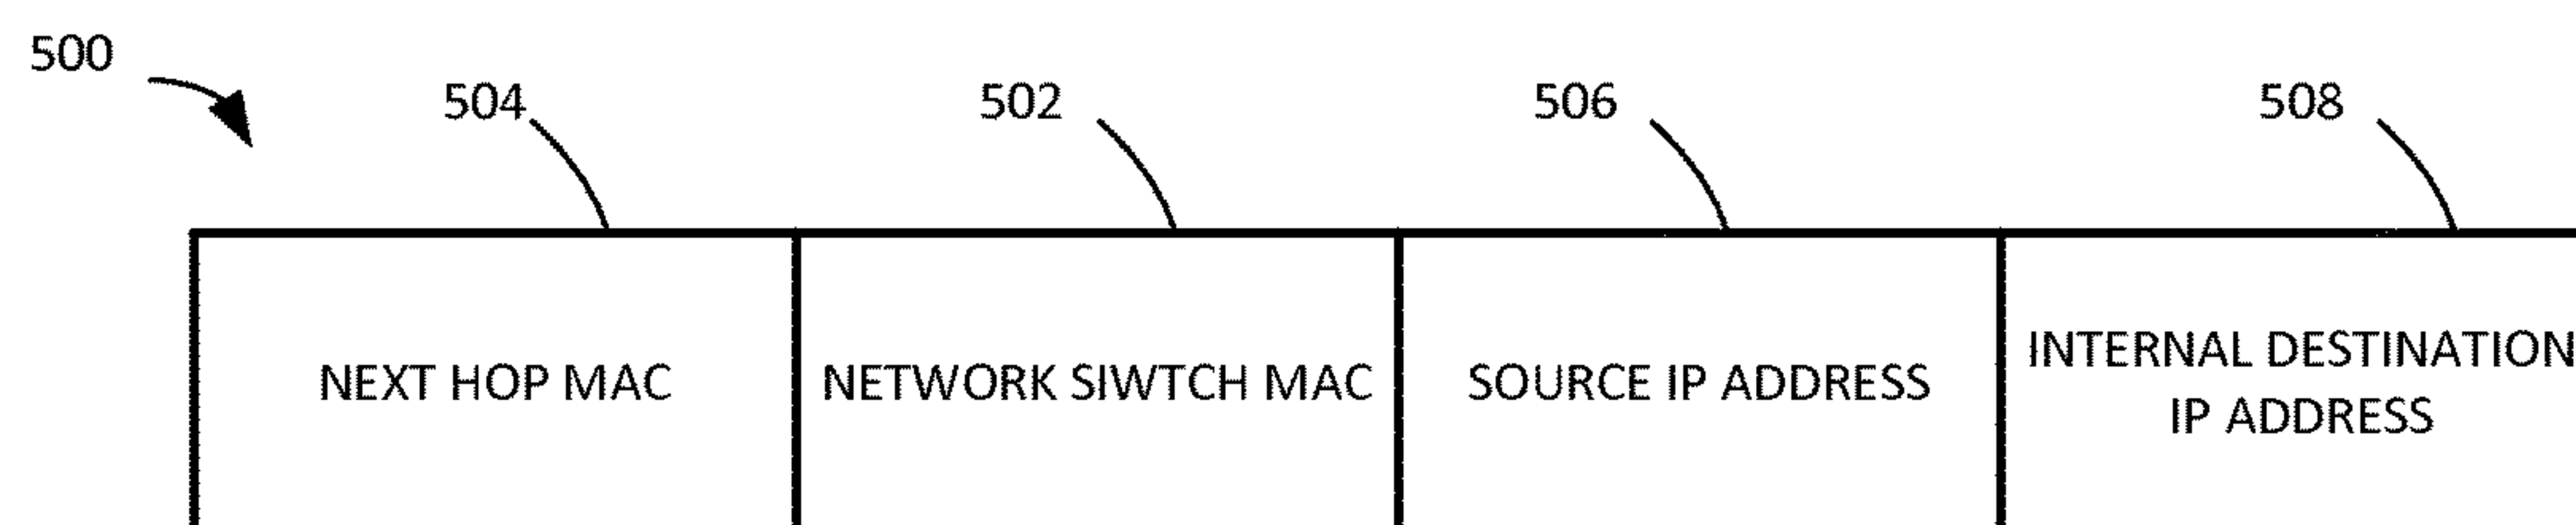 500
504
502
506
508
NEXT HOP MAC
NETWORK SIWTCH MAC
SOURCE IP ADDRESS
INTERNAL DESTINATION
IP ADDRESS